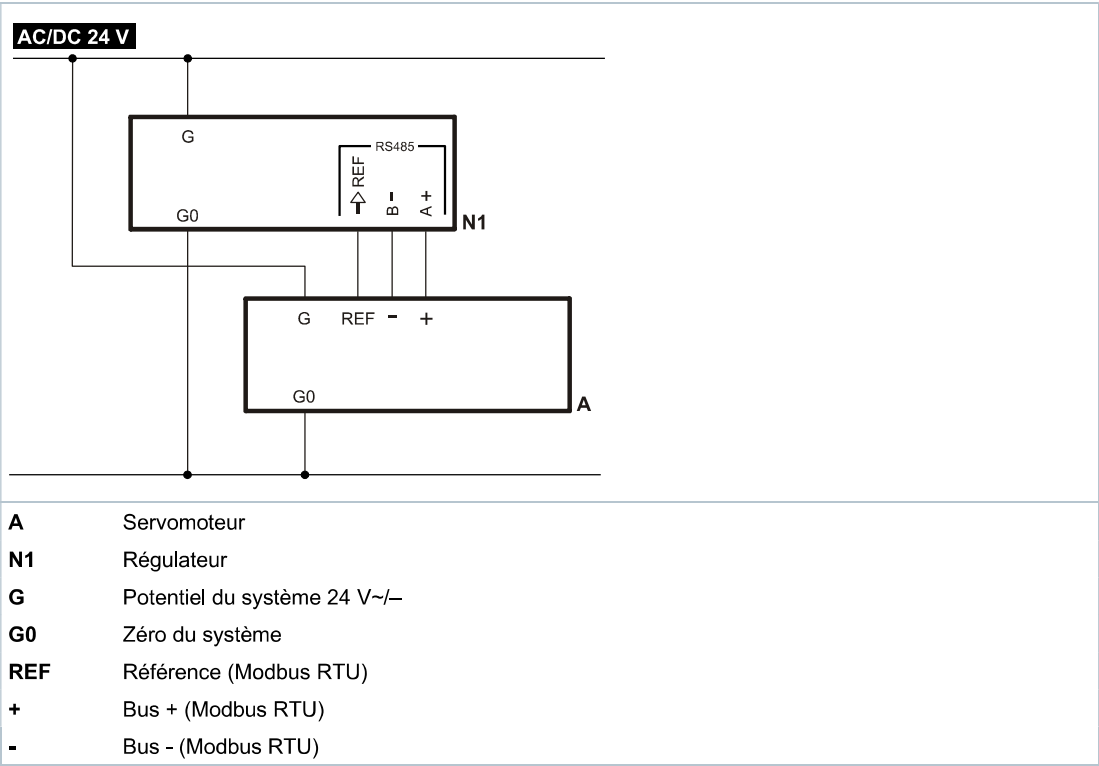 AC/DC 24 V
G
RS485
REF
B -
A +
G0
N1
G REF - +
G0
A
A Servomoteur
N1 Régulateur
G Potentiel du système 24 V~/–
G0 Zéro du système
REF Référence (Modbus RTU)
+ Bus + (Modbus RTU)
- Bus - (Modbus RTU)